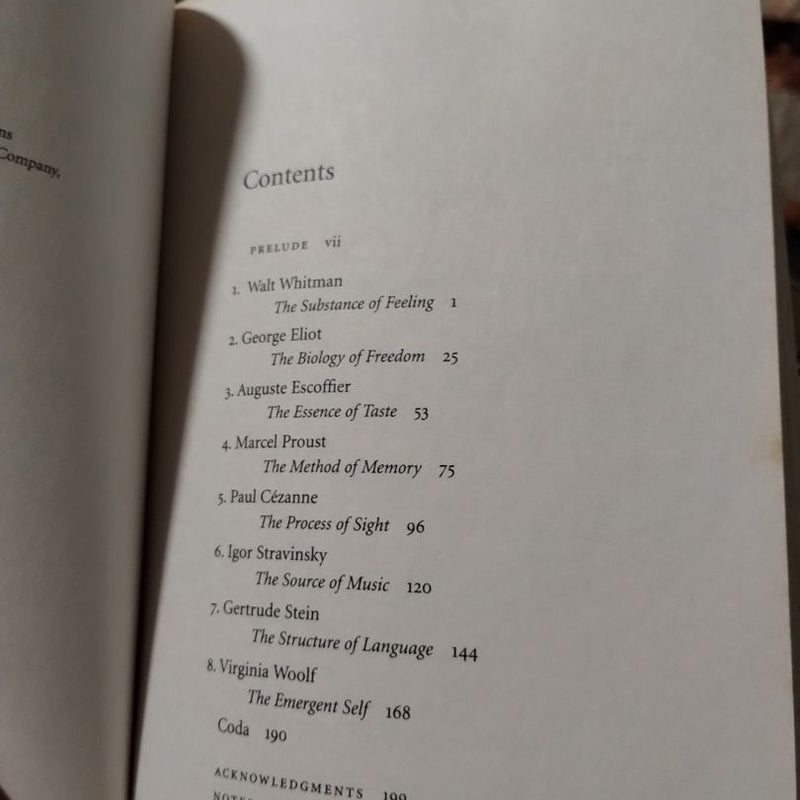 ns
Company,
Contents
PRELUDE vii
1. Walt Whitman
The Substance of Feeling 1
2. George Eliot
The Biology of Freedom 25
3. Auguste Escoffier
The Essence of Taste 53
4. Marcel Proust
The Method of Memory 75
5. Paul Cézanne
The Process of Sight 96
6. Igor Stravinsky
The Source of Music 120
7. Gertrude Stein
The Structure of Language 144
8. Virginia Woolf
The Emergent Self 168
Coda 190
ACKNOWLEDGMENTS 199